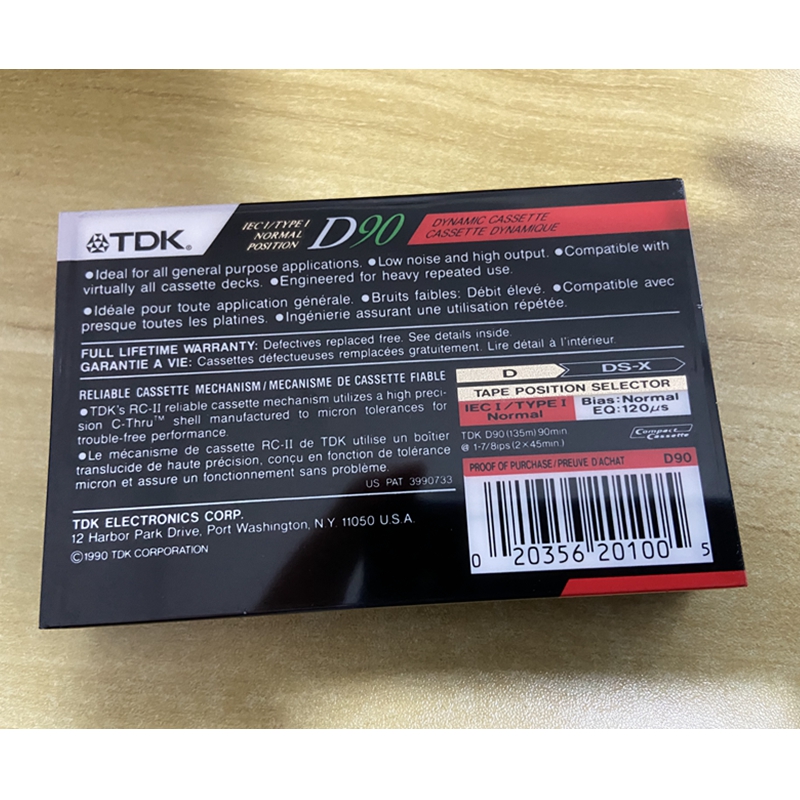 TDK®
IEC I/TYPE I
NORMAL
POSITION
D90
DYNAMIC CASSETTE
CASSETTE DYNAMIQUE
●Ideal for all general purpose applications. ●Low noise and high output. ●Compatible with
virtually all cassette decks. ●Engineered for heavy repeated use.
●Idéale pour toute application générale. ●Bruits faibles: Débit élevé. ●Compatible avec
presque toutes les platines. ●Ingénierie assurant une utilisation répétée.
FULL LIFETIME WARRANTY: Defectives replaced free. See details inside.
GARANTIE A VIE: Cassettes défectueuses remplacées gratuitement. Lire détail à l'intérieur.
RELIABLE CASSETTE MECHANISM/MECANISME DE CASSETTE FIABLE
●TDK's RC-II reliable cassette mechanism utilizes a high preci-
sion C-Thru™ shell manufactured to micron tolerances for
trouble-free performance.
●Le mécanisme de cassette RC-II de TDK utilise un boîtier
translucide de haute précision, conçu en fonction de tolérance
micron et assure un fonctionnement sans problème.
US PAT 3990733
TDK ELECTRONICS CORP.
12 Harbor Park Drive, Port Washington, N.Y. 11050 U.S.A.
©1990 TDK CORPORATION
D DS-X
TAPE POSITION SELECTOR
IEC I/TYPE I
Normal
Bias: Normal
EQ: 120μs
TDK D90 (135m) 90min
@ 1-7/8ips (2×45min.)
Compact
Cassette
PROOF OF PURCHASE/PREUVE D'ACHAT D90
0 20356 20100 5